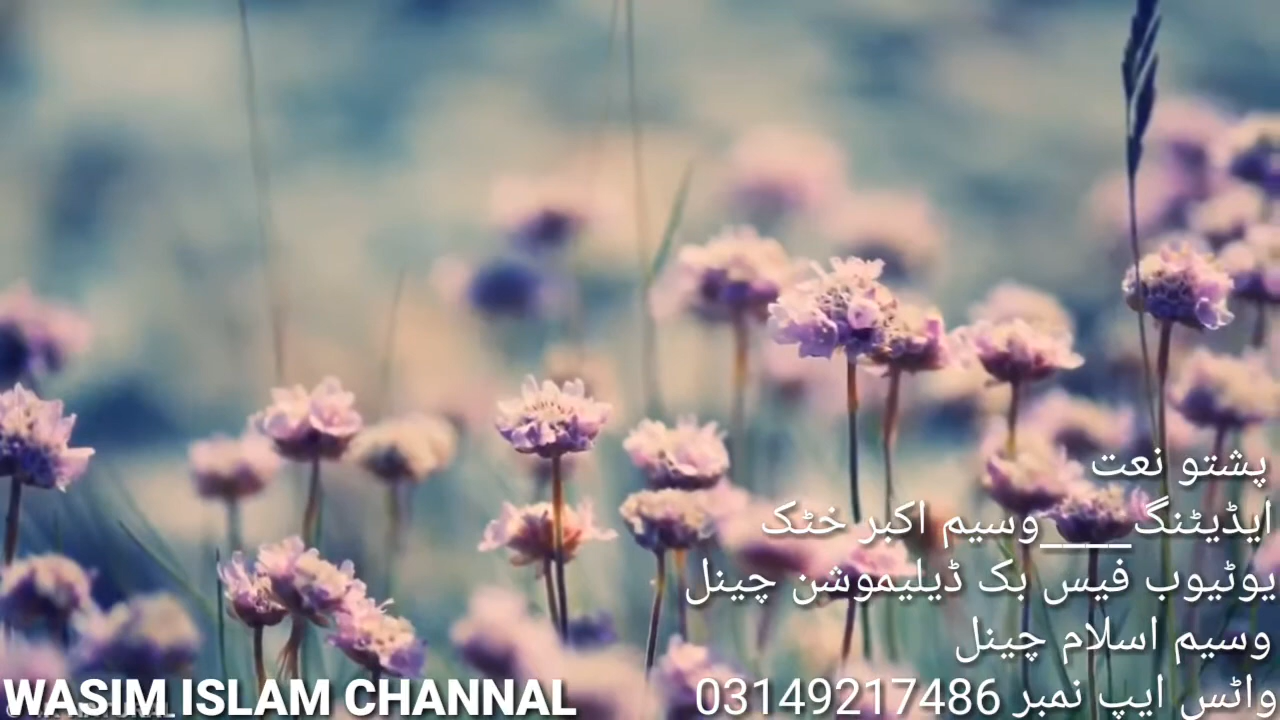 پشتو نعت
ایڈیٹنگ____وسیم اکبر خٹک
یوٹیوب فیس بک ڈیلیموشن چینل
وسیم اسلام چینل
واٹس ایپ نمبر 03149217486
WASIM ISLAM CHANNAL